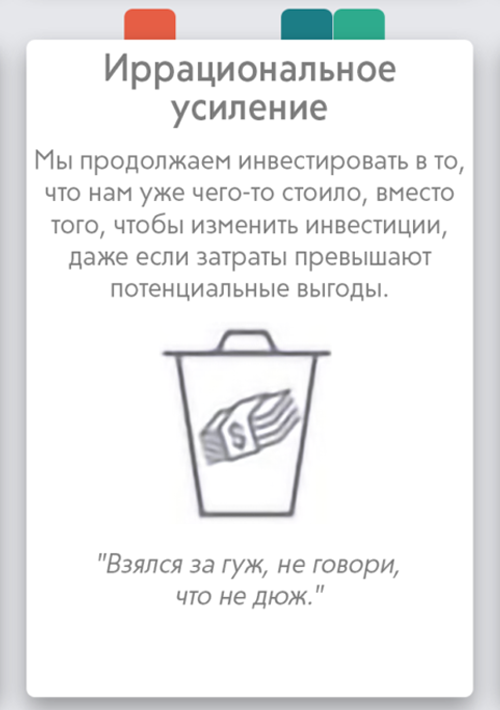 Иррациональное
усиление
Мы продолжаем инвестировать в то,
что нам уже чего-то стоило, вместо
того, чтобы изменить инвестиции,
даже если затраты превышают
потенциальные выгоды.
$
"Взялся за гуж, не говори,
что не дюж."